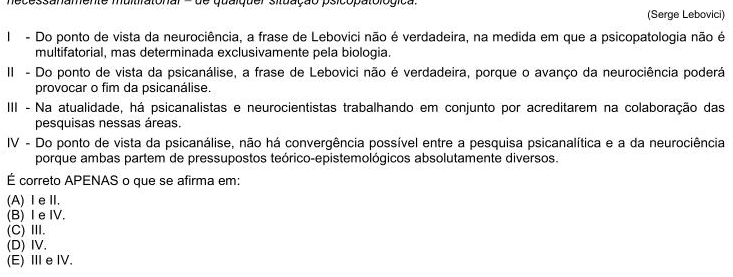 necessariamente multifatorial – de qualquer situação psicopatológica.
(Serge Lebovici)
I - Do ponto de vista da neurociência, a frase de Lebovici não é verdadeira, na medida em que a psicopatologia não é
multifatorial, mas determinada exclusivamente pela biologia.
II - Do ponto de vista da psicanálise, a frase de Lebovici não é verdadeira, porque o avanço da neurociência poderá
provocar o fim da psicanálise.
III - Na atualidade, há psicanalistas e neurocientistas trabalhando em conjunto por acreditarem na colaboração das
pesquisas nessas áreas.
IV - Do ponto de vista da psicanálise, não há convergência possível entre a pesquisa psicanalítica e a da neurociência
porque ambas partem de pressupostos teórico-epistemológicos absolutamente diversos.
É correto APENAS o que se afirma em:
(A) I e II.
(B) I e IV.
(C) III.
(D) IV.
(E) III e IV.